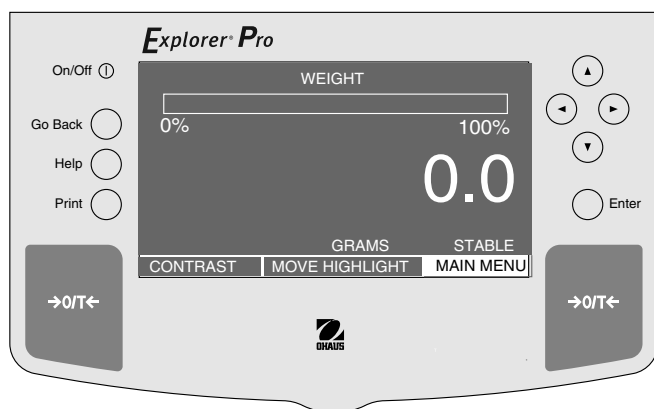 Explorer® Pro
On/Off
WEIGHT
Go Back
0% 100%
Help
0.0
Print
Enter
GRAMS STABLE
CONTRAST MOVE HIGHLIGHT MAIN MENU
→0/T← →0/T←
OHAUS